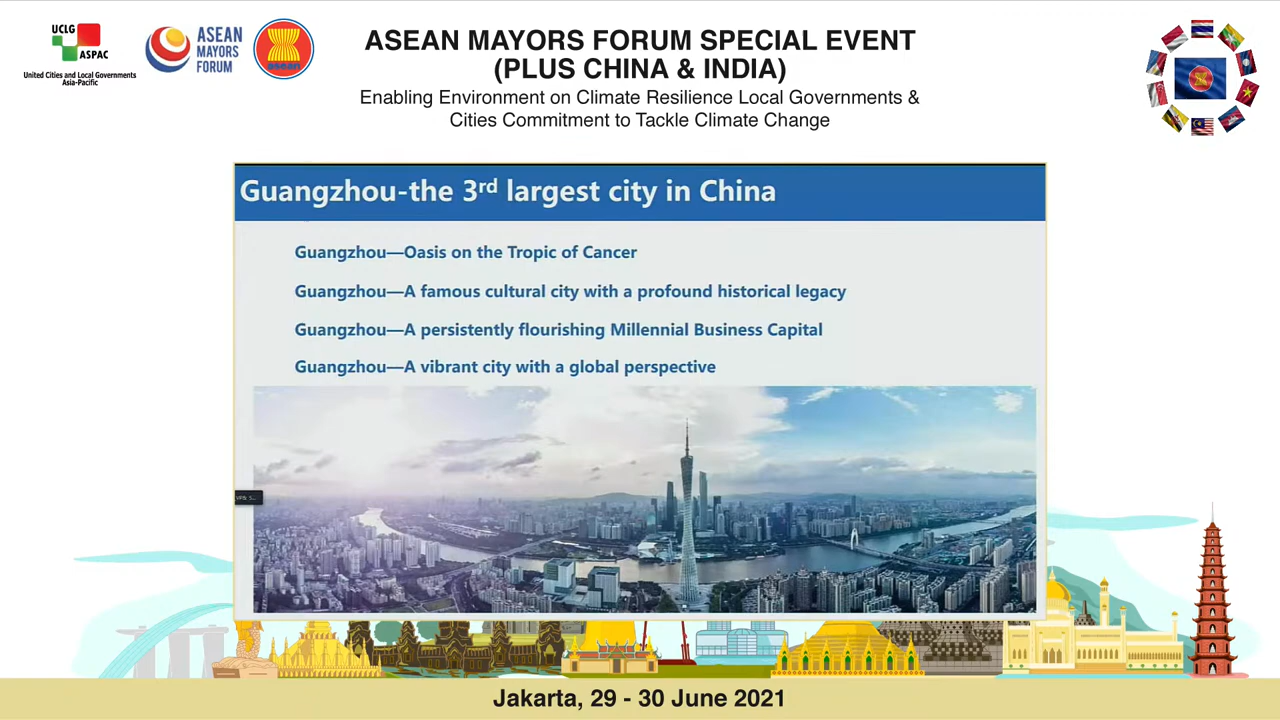 UCLG
ASPAC
United Cities and Local Governments
Asia-Pacific
ASEAN
MAYORS
FORUM
asean
ASEAN MAYORS FORUM SPECIAL EVENT
(PLUS CHINA & INDIA)
Enabling Environment on Climate Resilience Local Governments &
Cities Commitment to Tackle Climate Change
Guangzhou-the 3rd largest city in China
Guangzhou—Oasis on the Tropic of Cancer
Guangzhou—A famous cultural city with a profound historical legacy
Guangzhou—A persistently flourishing Millennial Business Capital
Guangzhou—A vibrant city with a global perspective
Jakarta, 29 - 30 June 2021